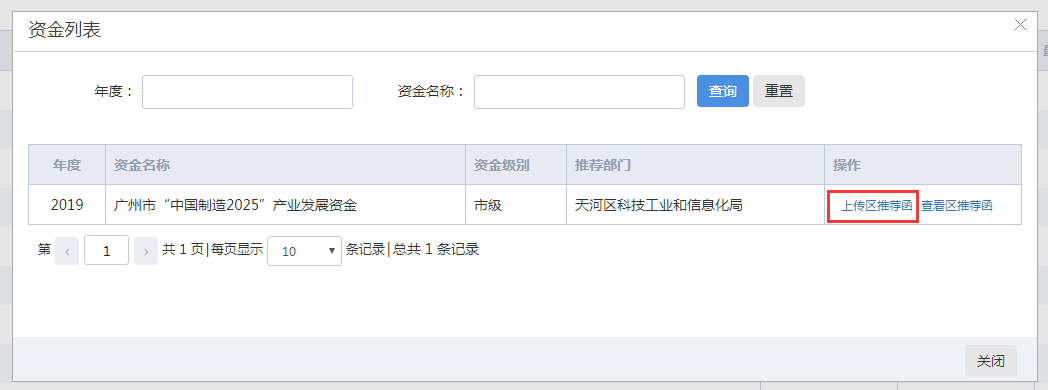 资金列表
年度： 资金名称： 查询 重置
年度 资金名称 资金级别 推荐部门 操作
2019 广州市“中国制造2025”产业发展资金 市级 天河区科技工业和信息化局 上传区推荐函 查看区推荐函
第 ‹ 1 › 共 1 页|每页显示 10 条记录|总共 1 条记录
关闭